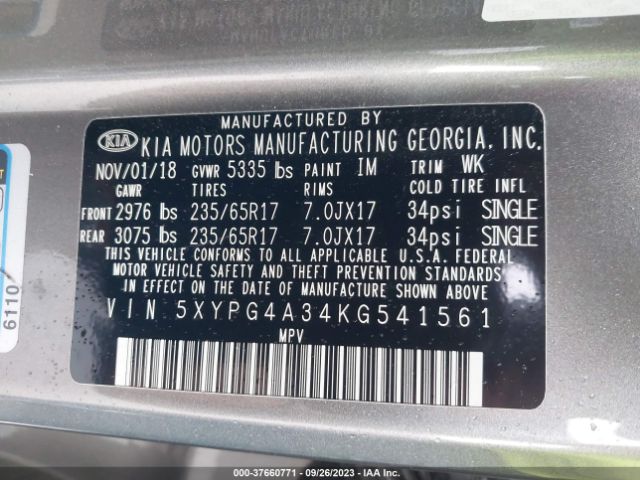 MANUFACTURED BY
KIA KIA MOTORS MANUFACTURING GEORGIA, INC.
NOV/01/18 GVWR 5335 lbs PAINT IM TRIM WK
GAWR TIRES RIMS COLD TIRE INFL
FRONT 2976 lbs 235/65R17 7.0JX17 34psi SINGLE
REAR 3075 lbs 235/65R17 7.0JX17 34psi SINGLE
THIS VEHICLE CONFORMS TO ALL APPLICABLE U.S.A. FEDERAL
MOTOR VEHICLE SAFETY AND THEFT PREVENTION STANDARDS
IN EFFECT ON THE DATE OF MANUFACTURE SHOWN ABOVE.
VIN 5XYPG4A34KG541561
MPV
6110
000-37660771 - 09/26/2023 - IAA Inc.